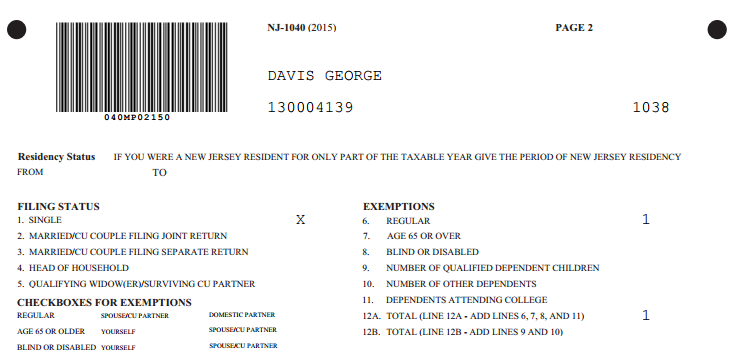 NJ-1040 (2015) PAGE 2
040MP02150
DAVIS GEORGE
130004139 1038
Residency Status IF YOU WERE A NEW JERSEY RESIDENT FOR ONLY PART OF THE TAXABLE YEAR GIVE THE PERIOD OF NEW JERSEY RESIDENCY
FROM TO
FILING STATUS
1. SINGLE X
2. MARRIED/CU COUPLE FILING JOINT RETURN
3. MARRIED/CU COUPLE FILING SEPARATE RETURN
4. HEAD OF HOUSEHOLD
5. QUALIFYING WIDOW(ER)/SURVIVING CU PARTNER
CHECKBOXES FOR EXEMPTIONS
REGULAR SPOUSE/CU PARTNER DOMESTIC PARTNER
AGE 65 OR OLDER YOURSELF SPOUSE/CU PARTNER
BLIND OR DISABLED YOURSELF SPOUSE/CU PARTNER
EXEMPTIONS
6. REGULAR 1
7. AGE 65 OR OVER
8. BLIND OR DISABLED
9. NUMBER OF QUALIFIED DEPENDENT CHILDREN
10. NUMBER OF OTHER DEPENDENTS
11. DEPENDENTS ATTENDING COLLEGE
12A. TOTAL (LINE 12A - ADD LINES 6, 7, 8, AND 11) 1
12B. TOTAL (LINE 12B - ADD LINES 9 AND 10)